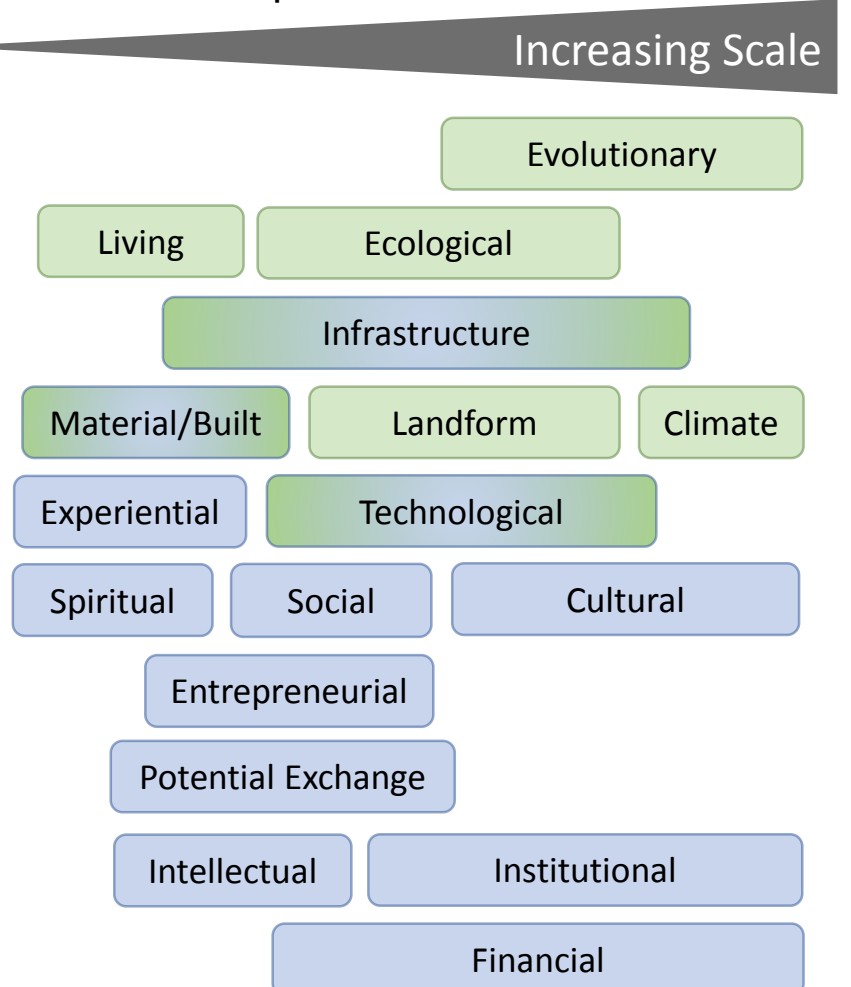 Increasing Scale
Evolutionary
Living Ecological
Infrastructure
Material/Built Landform Climate
Experiential Technological
Spiritual Social Cultural
Entrepreneurial
Potential Exchange
Intellectual Institutional
Financial